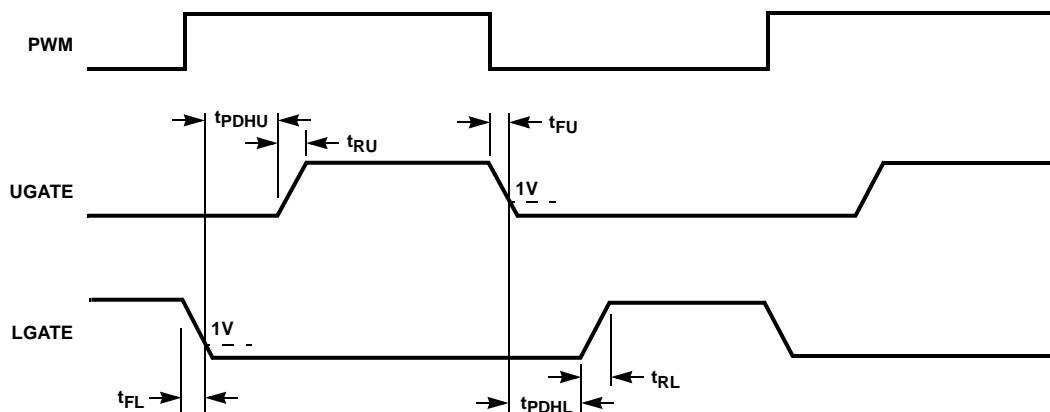 PWM
tPDHU
tRU
tFU
UGATE
1V
LGATE
1V
tFL
tPDHL
tRL